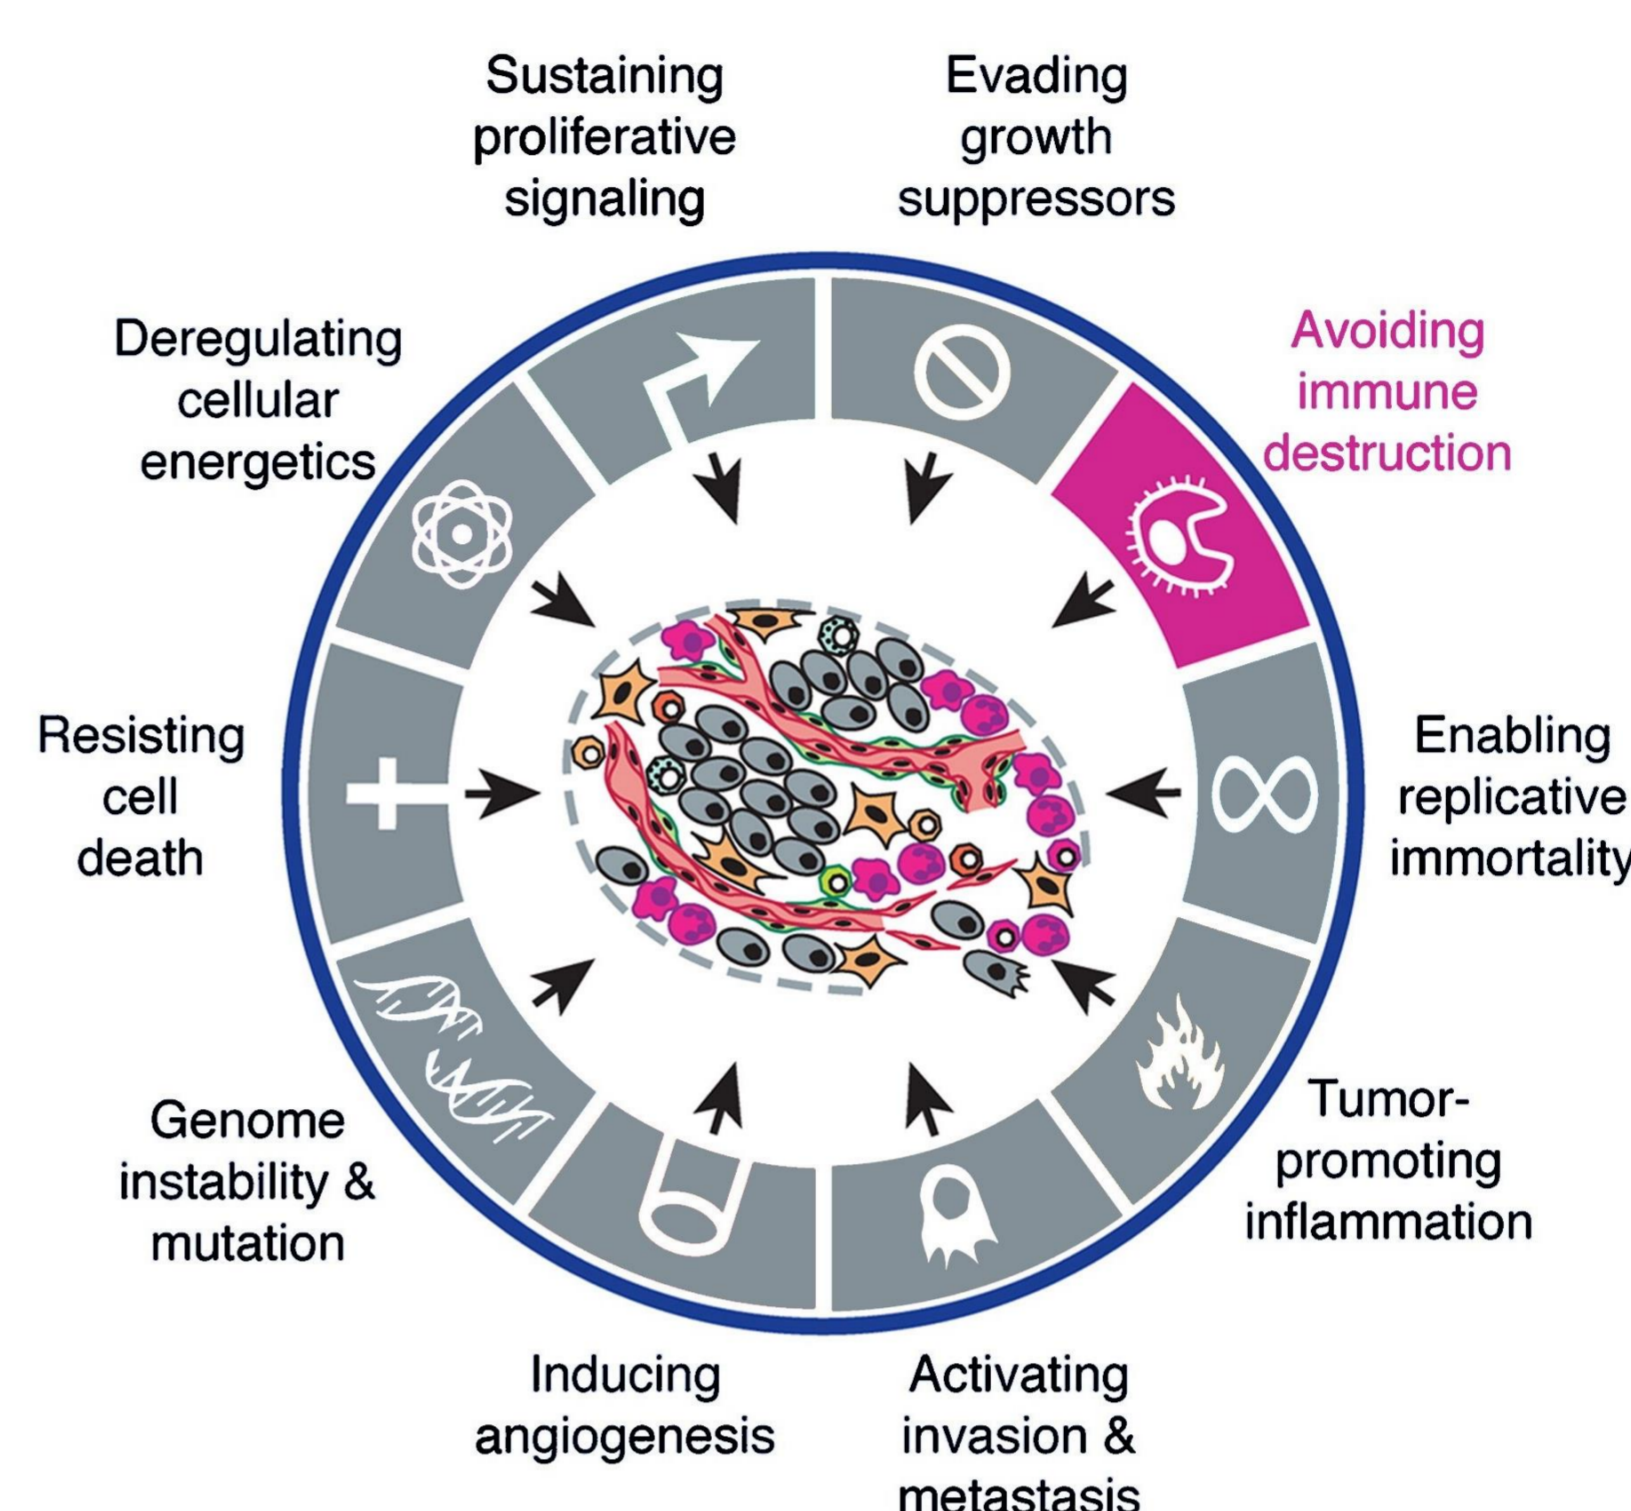 Sustaining
proliferative
signaling
Evading
growth
suppressors
Avoiding
immune
destruction
Enabling
replicative
immortality
Tumor-
promoting
inflammation
Activating
invasion &
metastasis
Inducing
angiogenesis
Genome
instability &
mutation
Resisting
cell
death
Deregulating
cellular
energetics